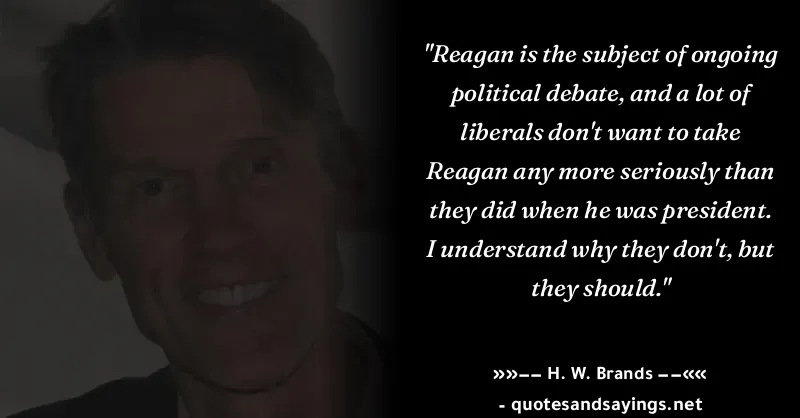 "Reagan is the subject of ongoing
political debate, and a lot of
liberals don't want to take
Reagan any more seriously than
they did when he was president.
I understand why they don't, but
they should."
»»−− H. W. Brands −−««
- quotesandsayings.net